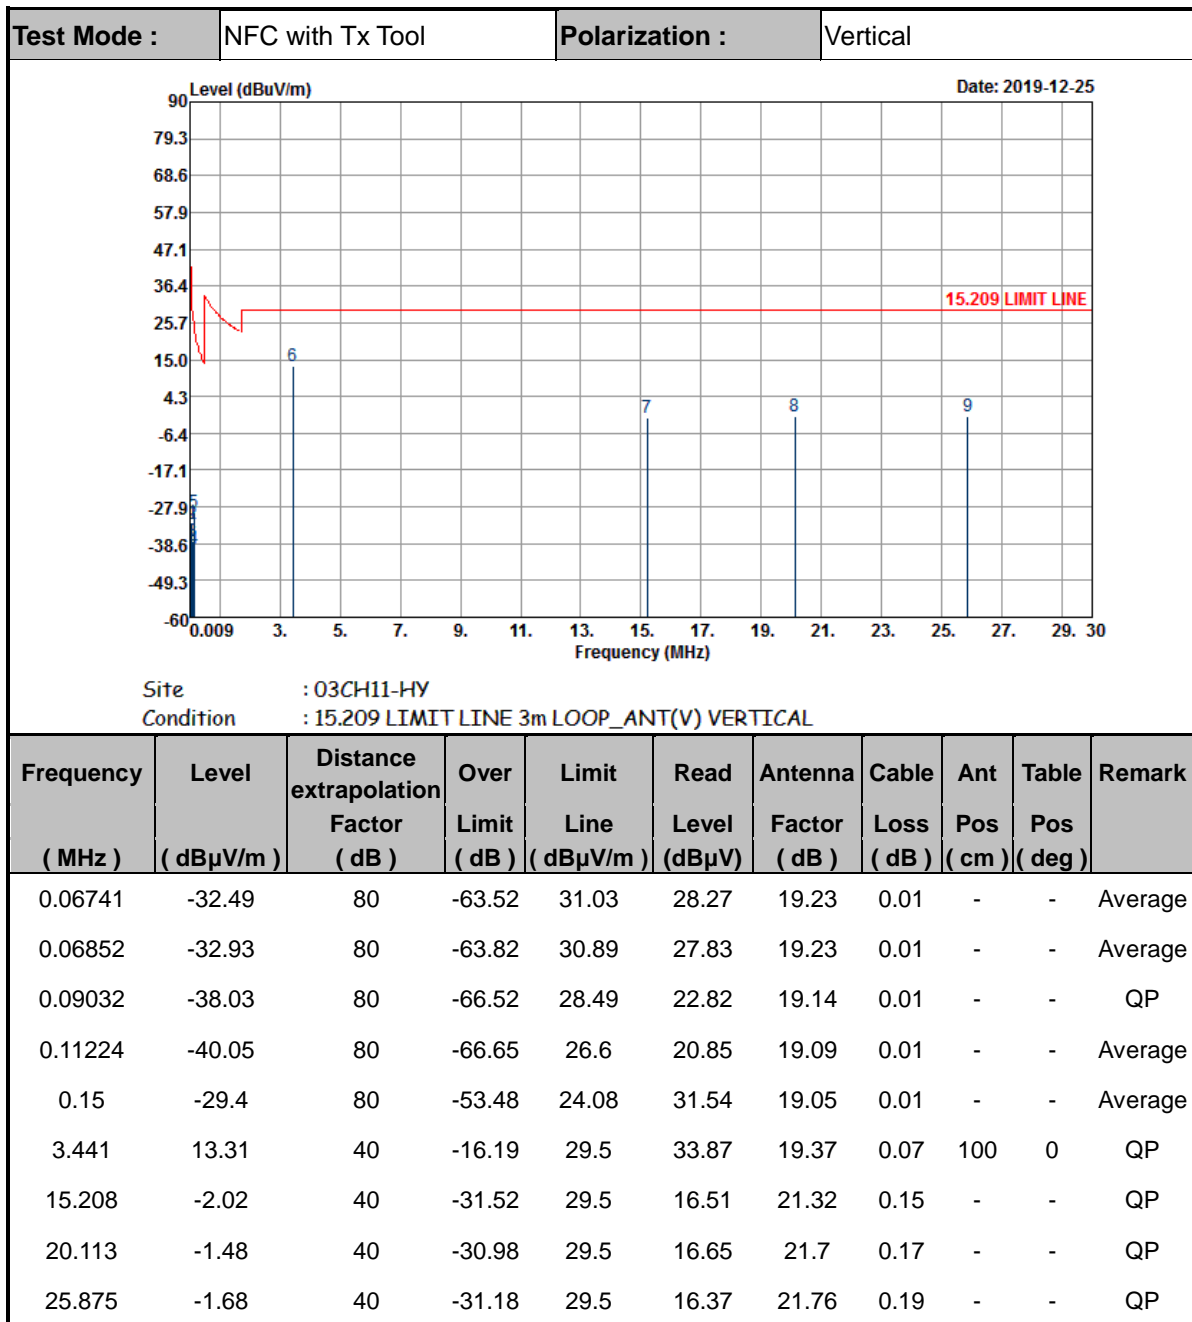 Test Mode : NFC with Tx Tool Polarization : Vertical
Level (dBuV/m) Date: 2019-12-25
90
79.3
68.6
57.9
47.1
36.4
15.209 LIMIT LINE
25.7
15.0
6
4.3
7 8 9
-6.4
-17.1
-27.9
5
-38.6
-49.3
-60
0.009 3. 5. 7. 9. 11. 13. 15. 17. 19. 21. 23. 25. 27. 29. 30
Frequency (MHz)
Site : 03CH11-HY
Condition : 15.209 LIMIT LINE 3m LOOP_ANT(V) VERTICAL
Frequency Level Distance extrapolation Over Limit Read Antenna Cable Ant Table Remark
Factor Limit Line Level Factor Loss Pos Pos
( MHz ) ( dBµV/m ) ( dB ) ( dB ) ( dBµV/m ) (dBµV) ( dB ) ( dB ) ( cm ) ( deg )
0.06741 -32.49 80 -63.52 31.03 28.27 19.23 0.01 - - Average
0.06852 -32.93 80 -63.82 30.89 27.83 19.23 0.01 - - Average
0.09032 -38.03 80 -66.52 28.49 22.82 19.14 0.01 - - QP
0.11224 -40.05 80 -66.65 26.6 20.85 19.09 0.01 - - Average
0.15 -29.4 80 -53.48 24.08 31.54 19.05 0.01 - - Average
3.441 13.31 40 -16.19 29.5 33.87 19.37 0.07 100 0 QP
15.208 -2.02 40 -31.52 29.5 16.51 21.32 0.15 - - QP
20.113 -1.48 40 -30.98 29.5 16.65 21.7 0.17 - - QP
25.875 -1.68 40 -31.18 29.5 16.37 21.76 0.19 - - QP